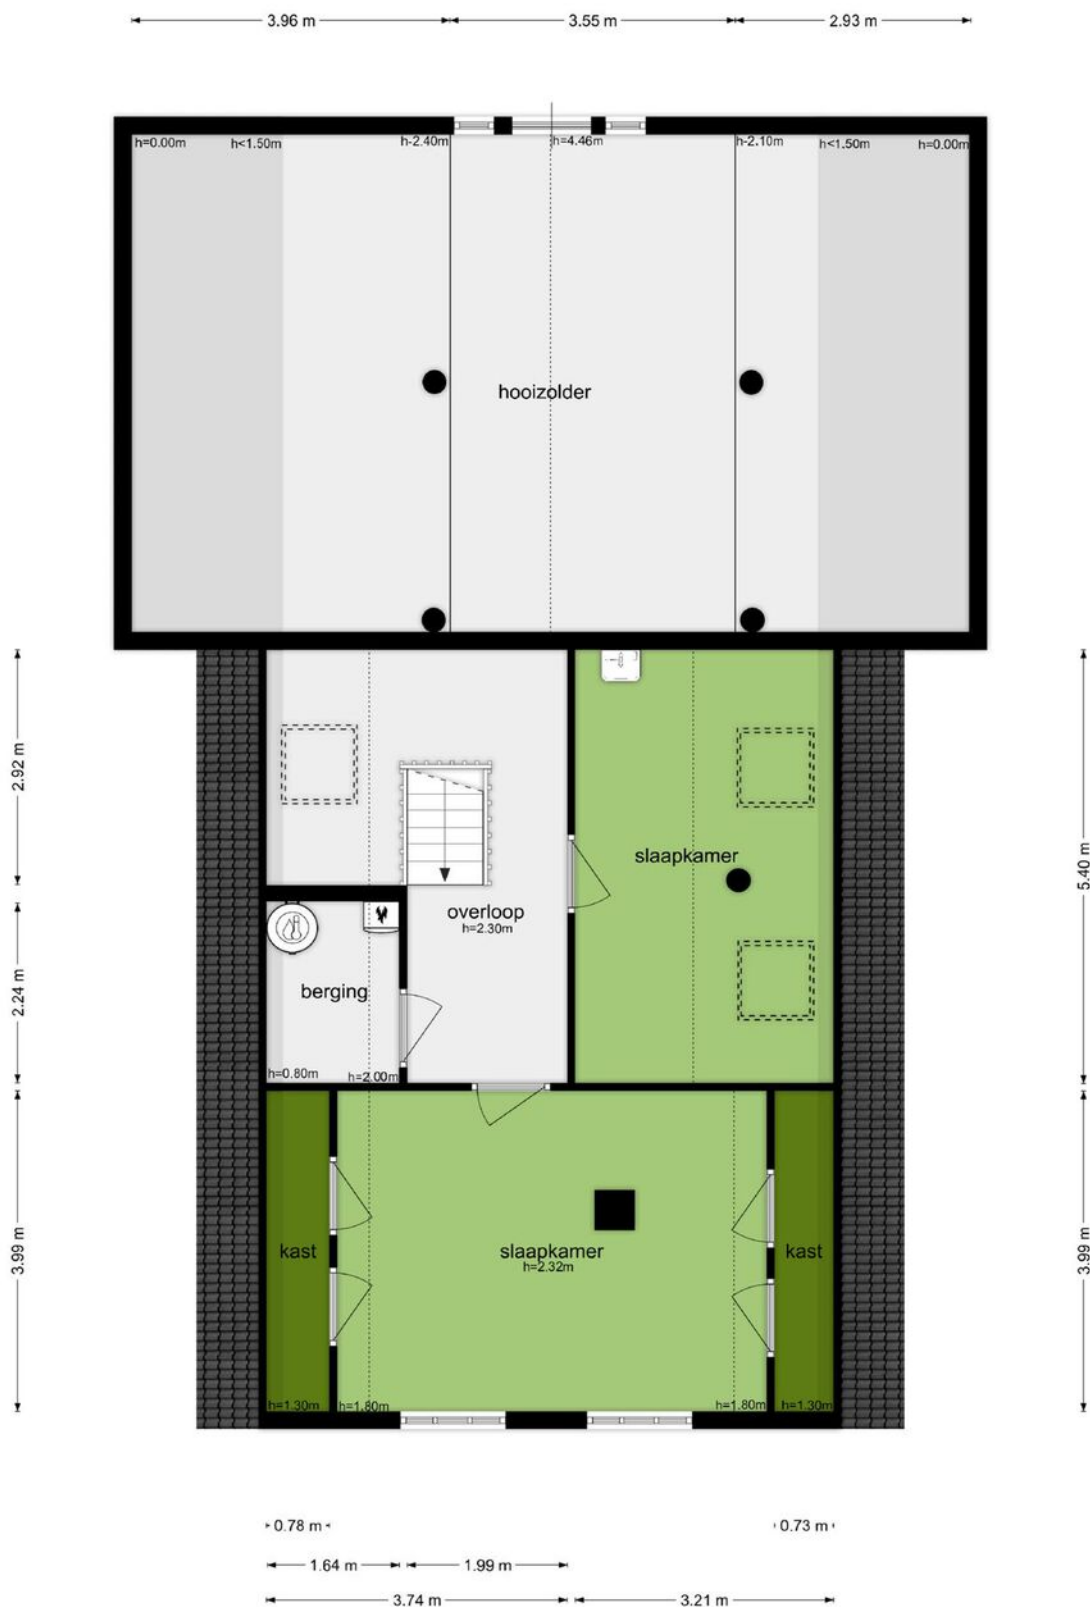 3.96 m 3.55 m 2.93 m
h=0.00m h<1.50m h-2.40m h=4.46m h-2.10m h<1.50m h=0.00m
hooizolder
2.92 m
5.40 m
slaapkamer
overloop
h=2.30m
2.24 m
berging
h=0.80m h=2.00m
3.99 m
kast
slaapkamer
h=2.32m
kast
3.99 m
h=1.30m h=1.80m h=1.80m h=1.30m
0.78 m 0.73 m
1.64 m 1.99 m
3.74 m 3.21 m